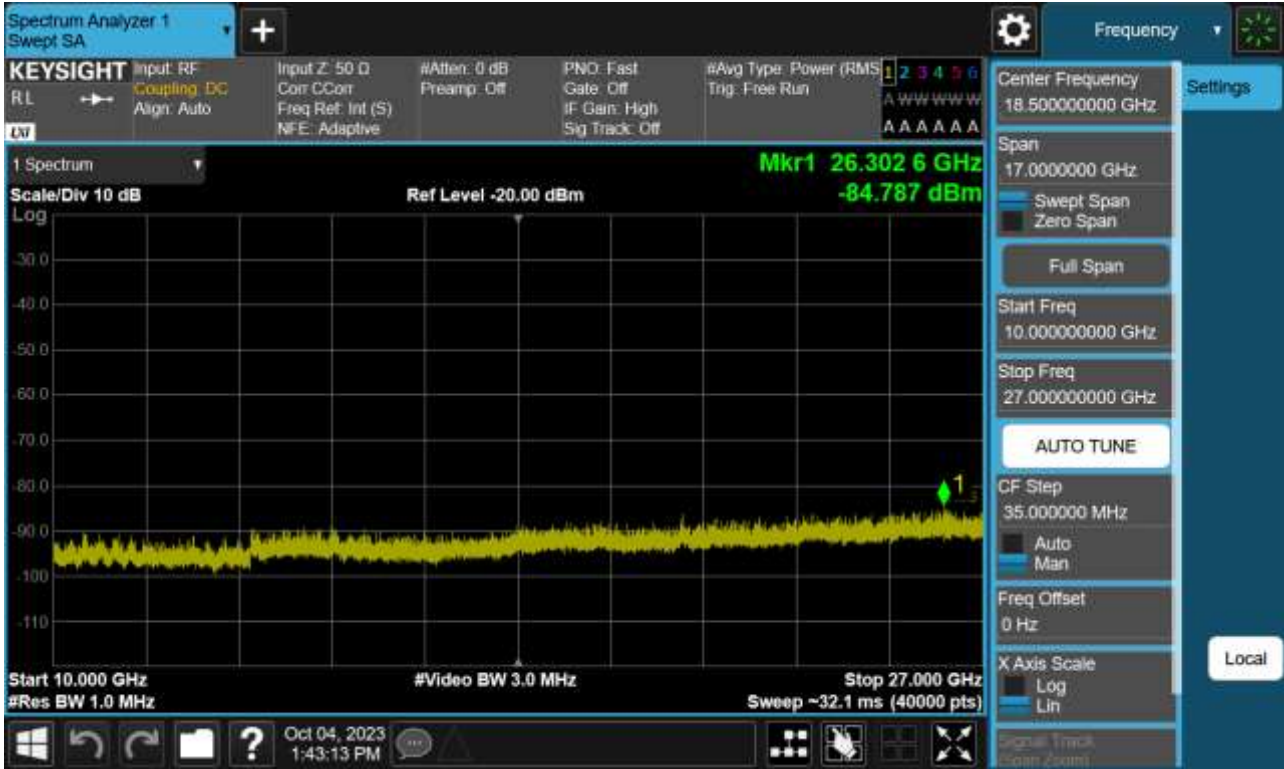 Spectrum Analyzer 1
Swept SA
Frequency
KEYSIGHT
RL
Input: RF
Coupling: DC
Align: Auto
Input Z: 50 Ω
Corr CCorr
Freq Ref: Int (S)
NFE: Adaptive
#Atten: 0 dB
Preamp: Off
PNO: Fast
Gate: Off
IF Gain: High
Sig Track: Off
#Avg Type: Power (RMS
Trig: Free Run
1 2 3 4 5 6
A W W W W W
A A A A A A
1 Spectrum
Scale/Div 10 dB
Ref Level -20.00 dBm
Mkr1 26.302 6 GHz
-84.787 dBm
Log
-30.0
-40.0
-50.0
-60.0
-70.0
-80.0
-90.0
-100
-110
1
Start 10.000 GHz
#Video BW 3.0 MHz
Stop 27.000 GHz
#Res BW 1.0 MHz
Sweep ~32.1 ms (40000 pts)
Oct 04, 2023
1:43:13 PM
Center Frequency
18.500000000 GHz
Settings
Span
17.0000000 GHz
Swept Span
Zero Span
Full Span
Start Freq
10.000000000 GHz
Stop Freq
27.000000000 GHz
AUTO TUNE
CF Step
35.000000 MHz
Auto
Man
Freq Offset
0 Hz
X Axis Scale
Log
Lin
Local
Signal Track
(Span Zoom)